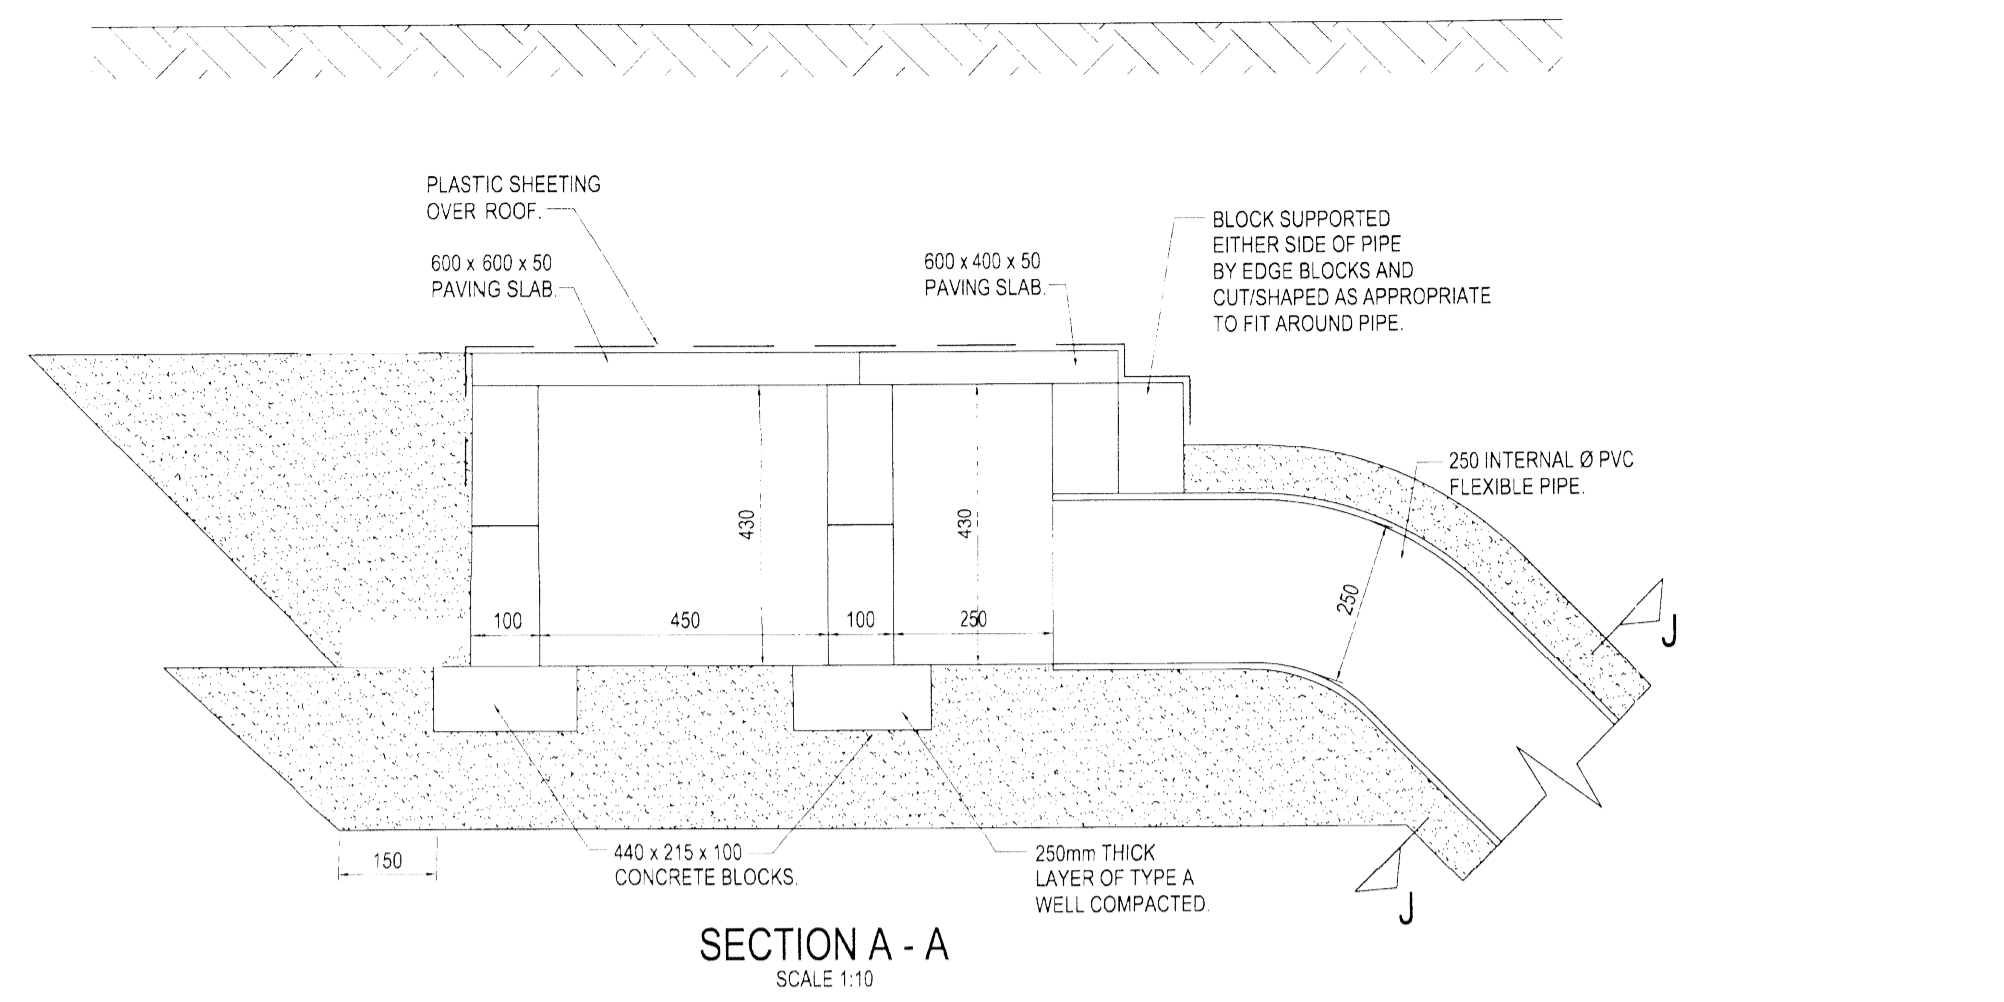 PLASTIC SHEETING
OVER ROOF.
600 x 600 x 50
PAVING SLAB.
600 x 400 x 50
PAVING SLAB.
BLOCK SUPPORTED
EITHER SIDE OF PIPE
BY EDGE BLOCKS AND
CUT/SHAPED AS APPROPRIATE
TO FIT AROUND PIPE.
250 INTERNAL Ø PVC
FLEXIBLE PIPE.
430
430
250
100
450
100
250
J
150
440 x 215 x 100
CONCRETE BLOCKS.
250mm THICK
LAYER OF TYPE A
WELL COMPACTED.
J
SECTION A - A
SCALE 1:10